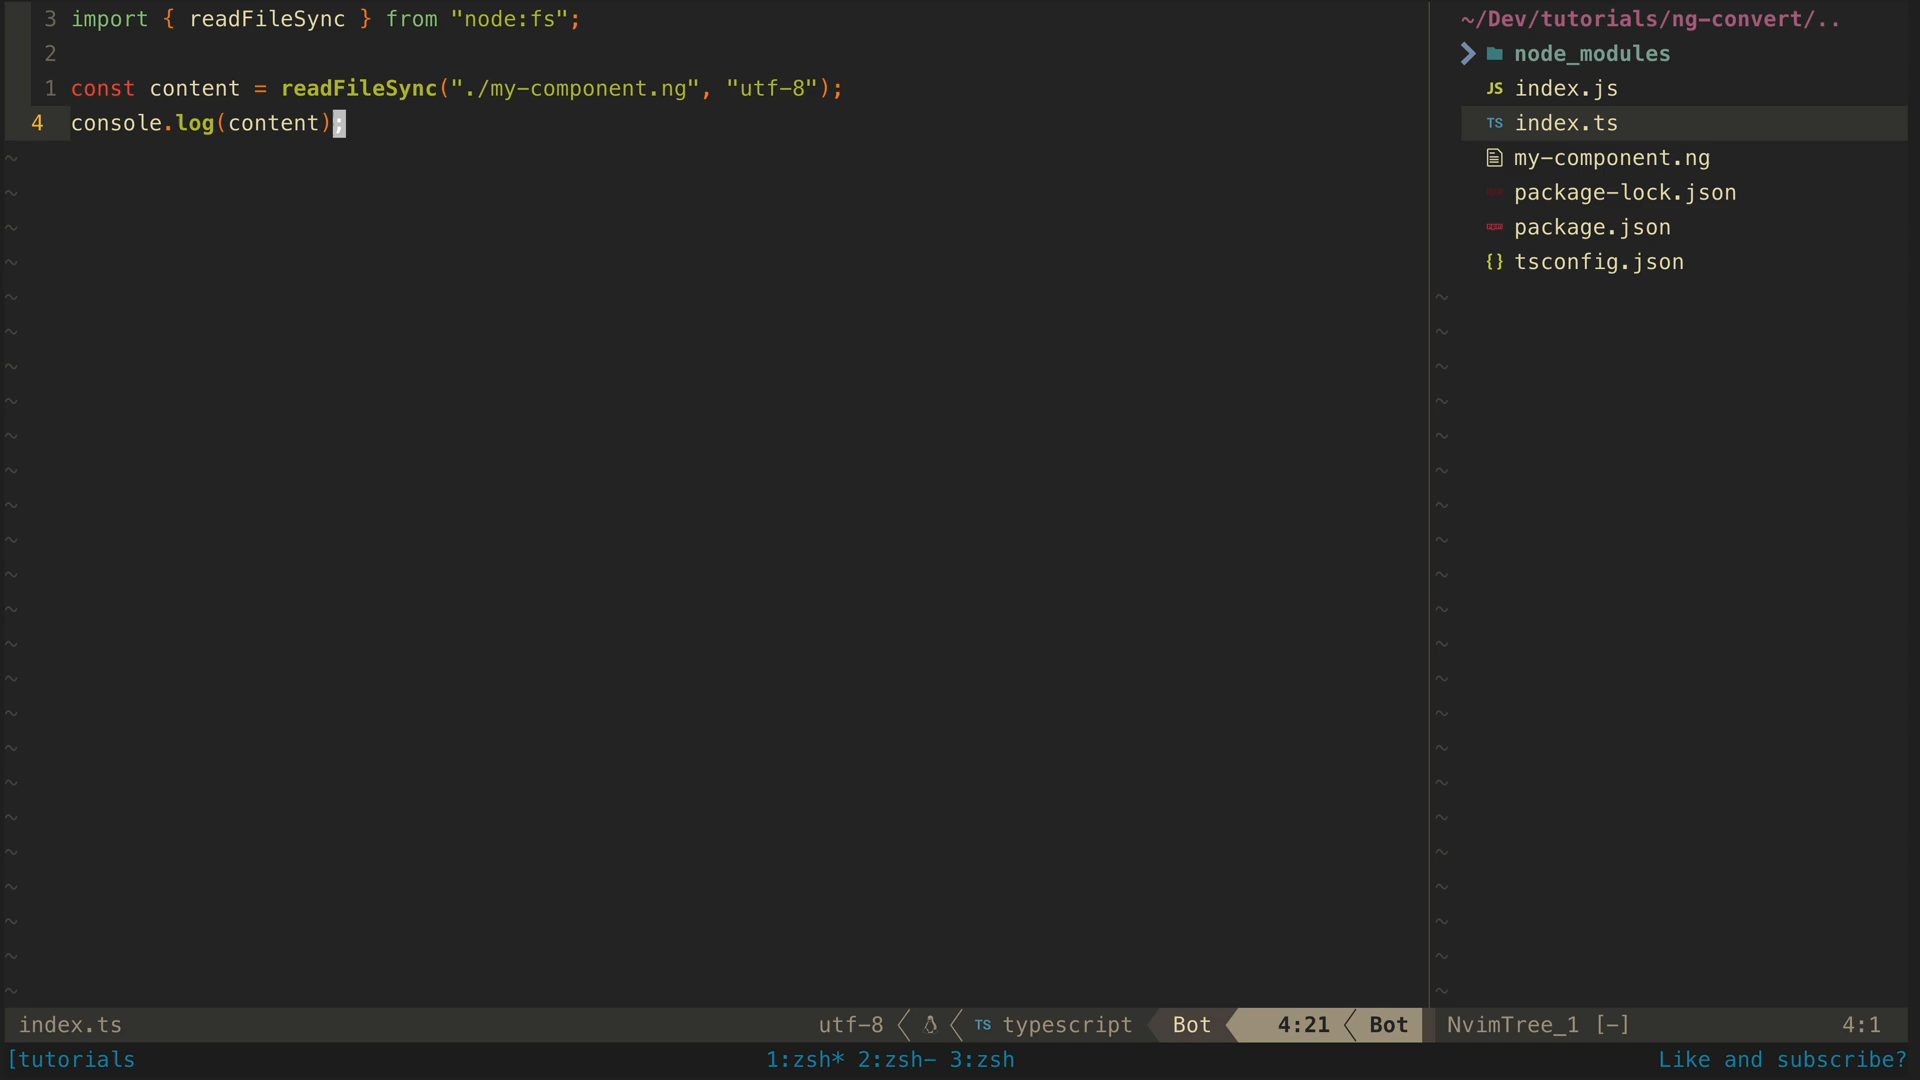 3 import { readFileSync } from "node:fs";
2
1 const content = readFileSync("./my-component.ng", "utf-8");
4 console.log(content);
~/Dev/tutorials/ng-convert/..
node_modules
JS index.js
TS index.ts
my-component.ng
package-lock.json
package.json
{} tsconfig.json
index.ts utf-8 TS typescript Bot 4:21 Bot
NvimTree_1 [-] 4:1
[tutorials 1:zsh* 2:zsh- 3:zsh Like and subscribe?